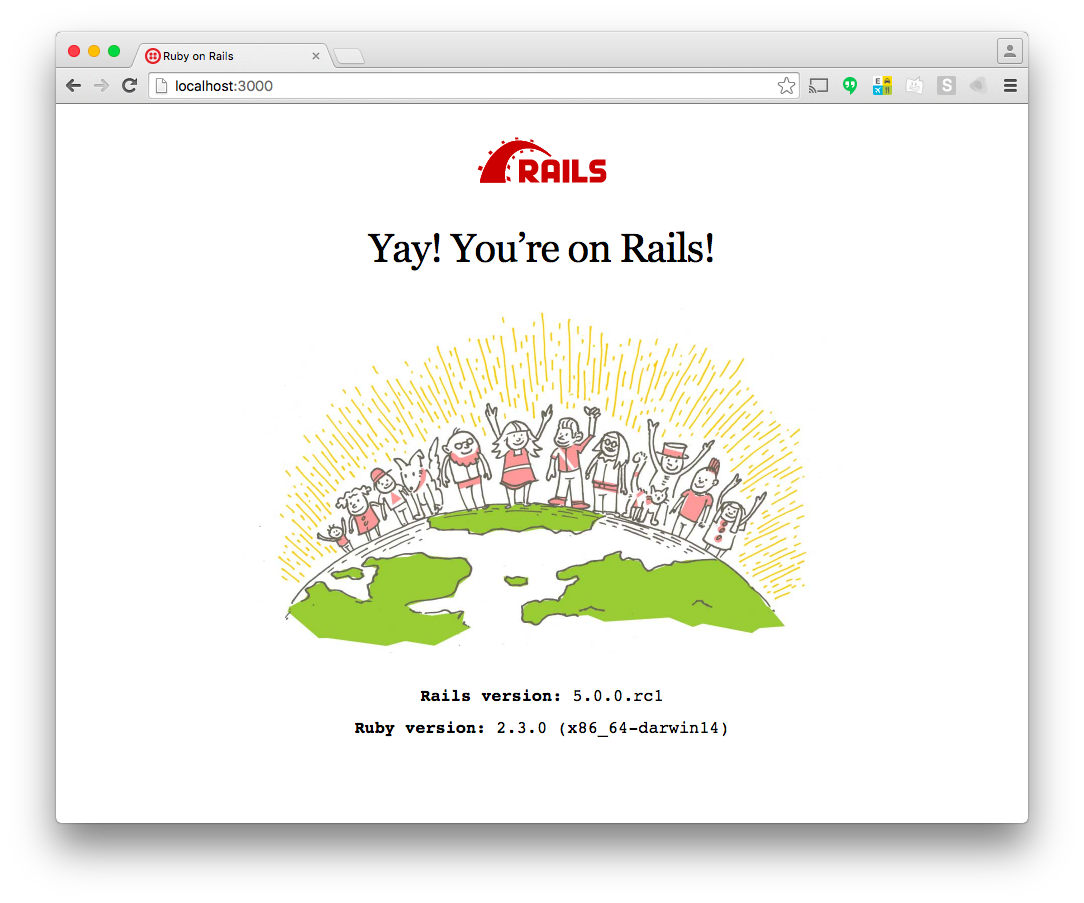 Ruby on Rails
localhost:3000
E
S
RAILS
Yay! You’re on Rails!
Rails version: 5.0.0.rc1
Ruby version: 2.3.0 (x86_64-darwin14)